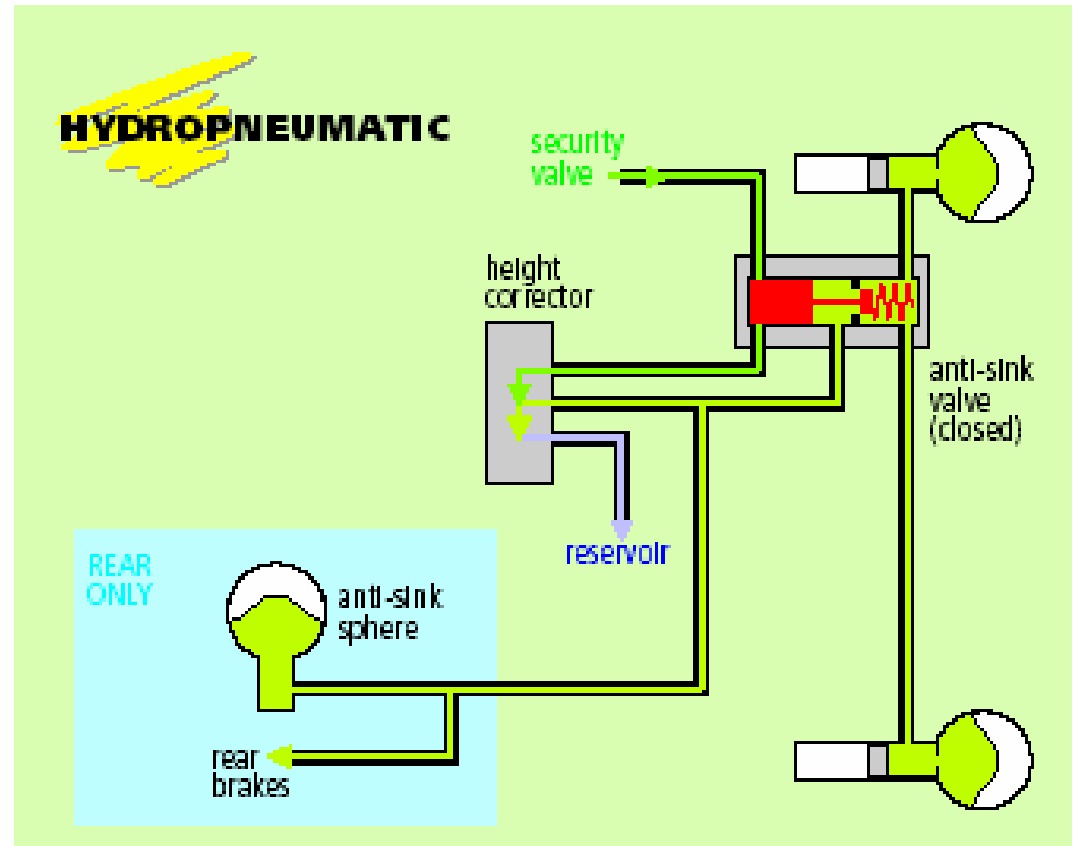 HYDROPNEUMATIC
security
valve
height
corrector
anti-sink
valve
(closed)
reservoir
REAR
ONLY
anti-sink
sphere
rear
brakes